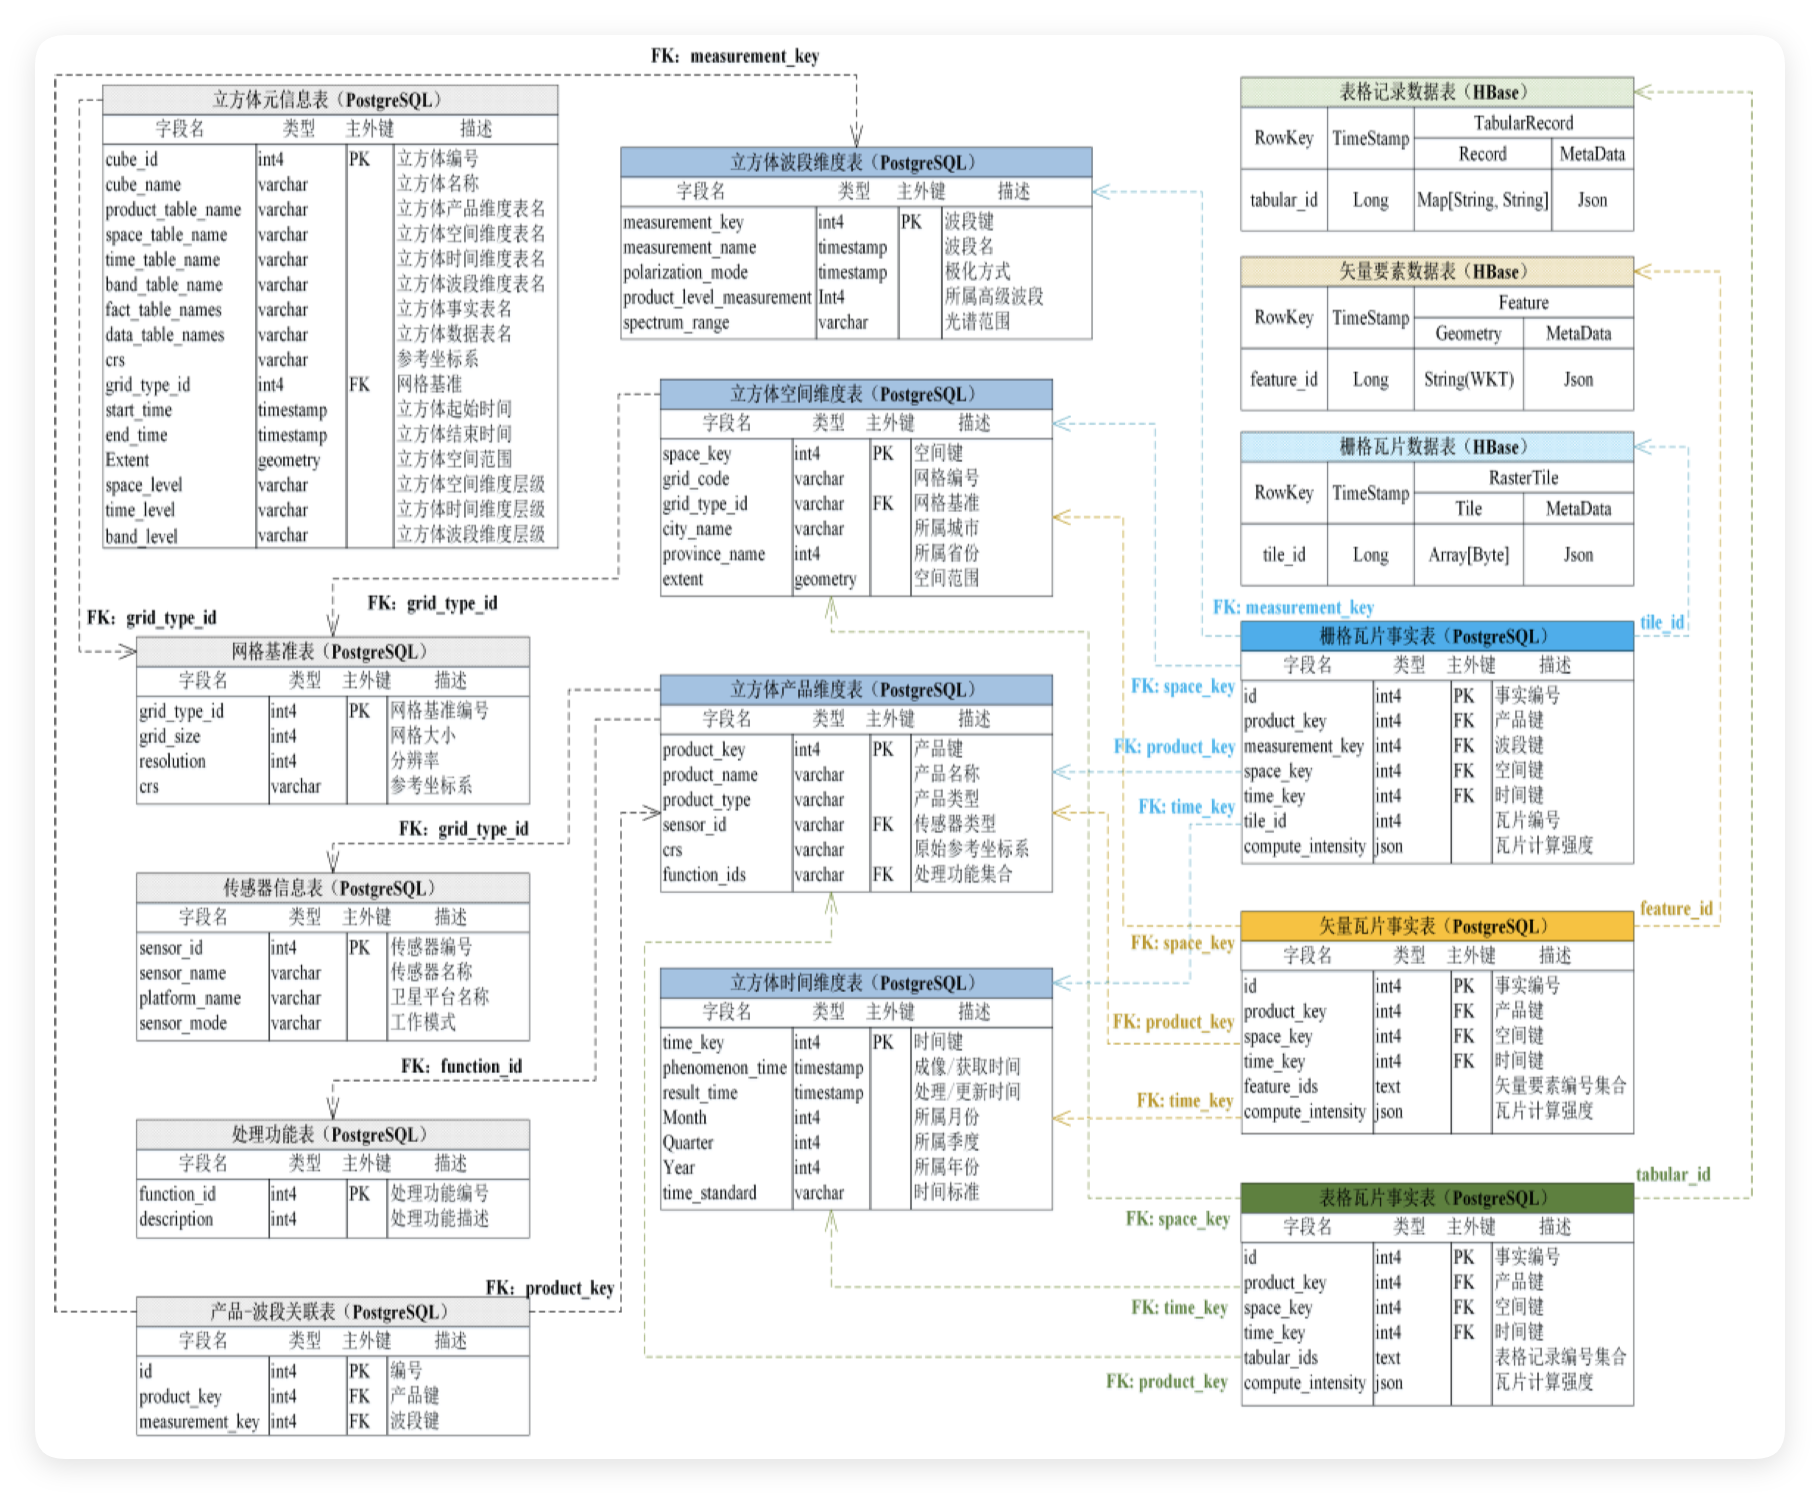 FK: measurement_key
立方体元信息表（PostgreSQL）
字段名 类型 主外键 描述
cube_id int4 PK 立方体编号
cube_name varchar 立方体名称
product_table_name varchar 立方体产品维度表名
space_table_name varchar 立方体空间维度表名
time_table_name varchar 立方体时间维度表名
band_table_name varchar 立方体波段维度表名
fact_table_names varchar 立方体事实表名
data_table_names varchar 立方体数据表名
crs varchar 参考坐标系
grid_type_id int4 FK 网格基准
start_time timestamp 立方体起始时间
end_time timestamp 立方体结束时间
Extent geometry 立方体空间范围
space_level varchar 立方体空间维度层级
time_level varchar 立方体时间维度层级
band_level varchar 立方体波段维度层级
FK: grid_type_id
FK: grid_type_id
网格基准表（PostgreSQL）
字段名 类型 主外键 描述
grid_type_id int4 PK 网格基准编号
grid_size int4 网格大小
resolution int4 分辨率
crs varchar 参考坐标系
FK: grid_type_id
传感器信息表（PostgreSQL）
字段名 类型 主外键 描述
sensor_id int4 PK 传感器编号
sensor_name varchar 传感器名称
platform_name varchar 卫星平台名称
sensor_mode varchar 工作模式
FK: function_id
处理功能表（PostgreSQL）
字段名 类型 主外键 描述
function_id int4 PK 处理功能编号
description int4 处理功能描述
FK: product_key
产品-波段关联表（PostgreSQL）
字段名 类型 主外键 描述
id int4 PK 编号
product_key int4 FK 产品键
measurement_key int4 FK 波段键
立方体波段维度表（PostgreSQL）
字段名 类型 主外键 描述
measurement_key int4 PK 波段键
measurement_name timestamp 波段名
polarization_mode timestamp 极化方式
product_level_measurement Int4 所属高级波段
spectrum_range varchar 光谱范围
立方体空间维度表（PostgreSQL）
字段名 类型 主外键 描述
space_key int4 PK 空间键
grid_code varchar 网格编号
grid_type_id varchar FK 网格基准
city_name varchar 所属城市
province_name int4 所属省份
extent geometry 空间范围
立方体产品维度表（PostgreSQL）
字段名 类型 主外键 描述
product_key int4 PK 产品键
product_name varchar 产品名称
product_type varchar 产品类型
sensor_id varchar FK 传感器类型
crs varchar 原始参考坐标系
function_ids varchar FK 处理功能集合
立方体时间维度表（PostgreSQL）
字段名 类型 主外键 描述
time_key int4 PK 时间键
phenomenon_time timestamp 成像/获取时间
result_time timestamp 处理/更新时间
Month int4 所属月份
Quarter int4 所属季度
Year int4 所属年份
time_standard varchar 时间标准
表格记录数据表（HBase）
RowKey TimeStamp TabularRecord
Record MetaData
tabular_id Long Map[String, String] Json
矢量要素数据表（HBase）
RowKey TimeStamp Feature
Geometry MetaData
feature_id Long String(WKT) Json
栅格瓦片数据表（HBase）
RowKey TimeStamp RasterTile
Tile MetaData
tile_id Long Array[Byte] Json
FK: measurement_key
tile_id
FK: space_key
FK: product_key
FK: time_key
栅格瓦片事实表（PostgreSQL）
字段名 类型 主外键 描述
id int4 PK 事实编号
product_key int4 FK 产品键
measurement_key int4 FK 波段键
space_key int4 FK 空间键
time_key int4 FK 时间键
tile_id int4 瓦片编号
compute_intensity json 瓦片计算强度
feature_id
FK: space_key
FK: product_key
FK: time_key
矢量瓦片事实表（PostgreSQL）
字段名 类型 主外键 描述
id int4 PK 事实编号
product_key int4 FK 产品键
space_key int4 FK 空间键
time_key int4 FK 时间键
feature_ids text 矢量要素编号集合
compute_intensity json 瓦片计算强度
tabular_id
FK: space_key
FK: time_key
FK: product_key
表格瓦片事实表（PostgreSQL）
字段名 类型 主外键 描述
id int4 PK 事实编号
product_key int4 FK 产品键
space_key int4 FK 空间键
time_key int4 FK 时间键
tabular_ids text 表格记录编号集合
compute_intensity json 瓦片计算强度